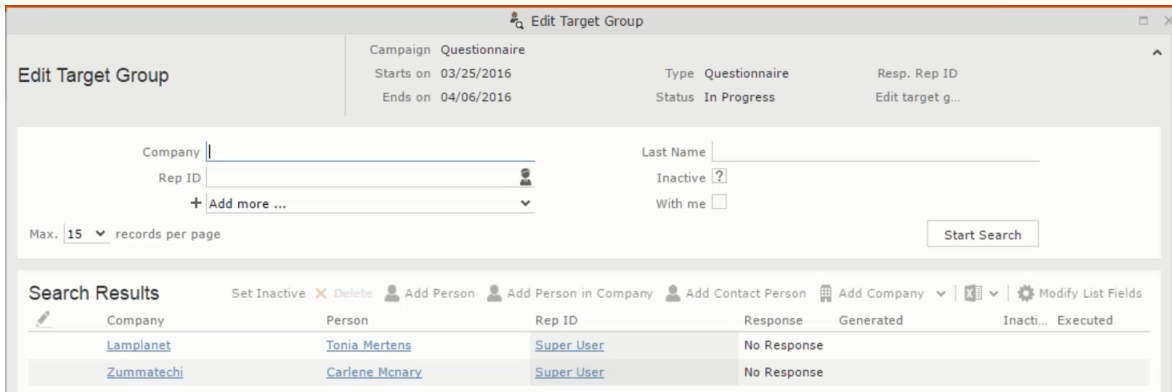 Edit Target Group
Campaign Questionnaire
Edit Target Group
Starts on 03/25/2016 Type Questionnaire Resp. Rep ID
Ends on 04/06/2016 Status In Progress Edit target g...
Company Last Name
Rep ID Inactive ?
+ Add more ... With me
Max. 15 records per page Start Search
Search Results Set Inactive Delete Add Person Add Person in Company Add Contact Person Add Company Modify List Fields
Company Person Rep ID Response Generated Inacti... Executed
Lamplanet Tonia Mertens Super User No Response
Zummatechi Carlene Mcnary Super User No Response